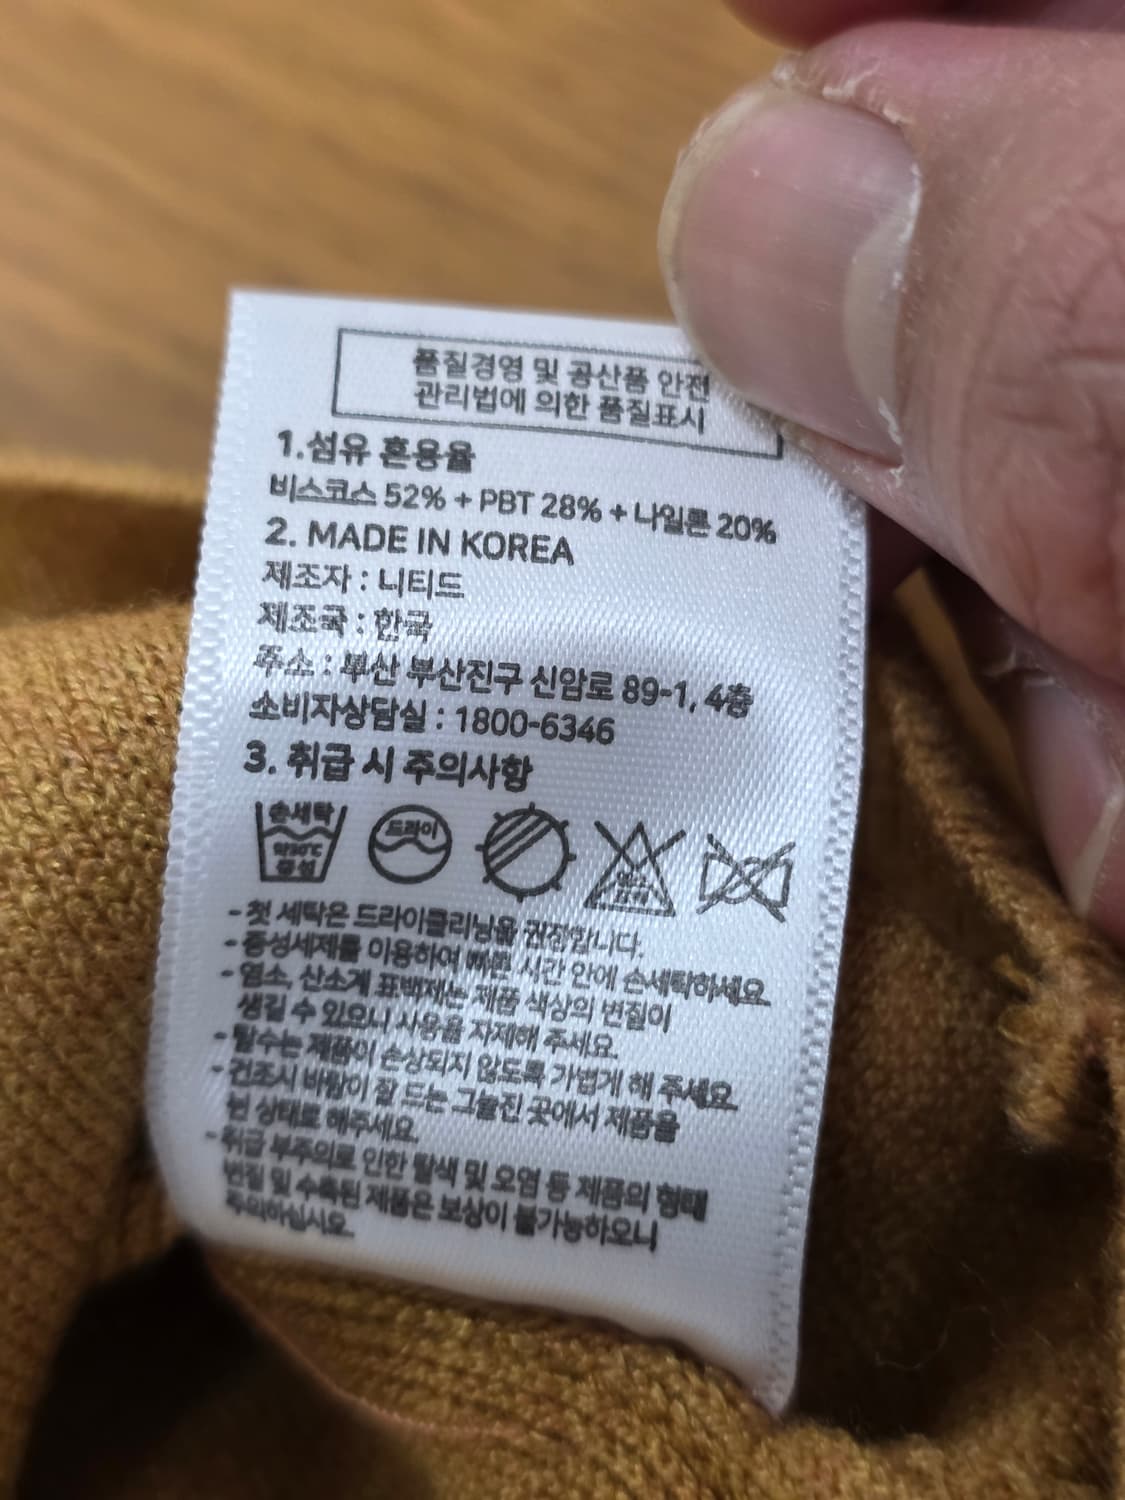 품질경영 및 공산품 안전
관리법에 의한 품질표시
1.섬유 혼용율
비스코스 52% + PBT 28% + 나일론 20%
2. MADE IN KOREA
제조자 : 니티드
제조국 : 한국
주소 : 부산 부산진구 신암로 89-1, 4층
소비자상담실 : 1800-6346
3. 취급 시 주의사항
손세탁 드라이
약30℃
중성
- 첫 세탁은 드라이클리닝을 권장합니다.
- 중성세제를 이용하여 빠른 시간 안에 손세탁하세요.
- 염소, 산소계 표백제는 제품 색상의 변질이
생길 수 있으니 사용을 자제해 주세요.
- 탈수는 제품이 손상되지 않도록 가볍게 해 주세요.
- 건조시 바람이 잘 드는 그늘진 곳에서 제품을
뉜 상태로 해주세요.
- 취급 부주의로 인한 탈색 및 오염 등 제품의 형태
변질 및 수축된 제품은 보상이 불가능하오니
주의하십시오.